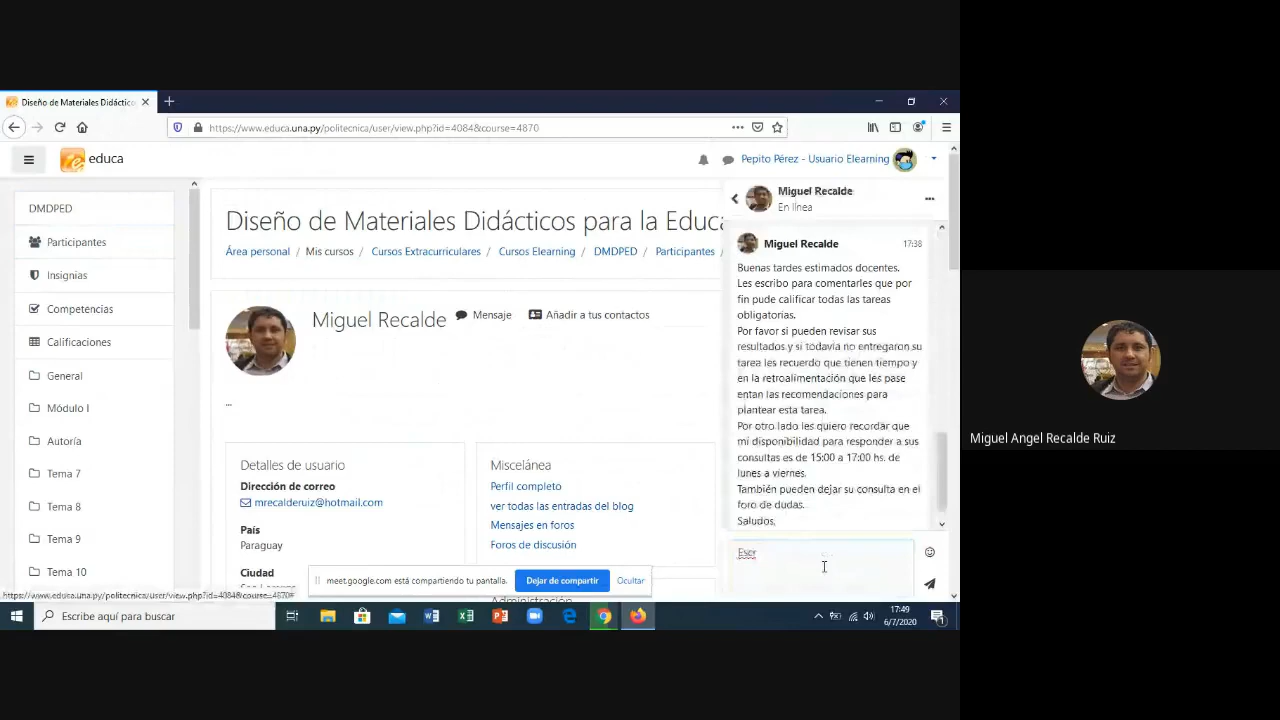 Diseño de Materiales Didáctico
https://www.educa.una.py/politecnica/user/view.php?id=4084&course=4870
educa
Pepito Pérez - Usuario Elearning
DMDPED
Participantes
Insignias
Competencias
Calificaciones
General
Módulo I
Autoría
Tema 7
Tema 8
Tema 9
Tema 10
Diseño de Materiales Didácticos para la Educa
Área personal / Mis cursos / Cursos Extracurriculares / Cursos Elearning / DMDPED / Participantes /
Miguel Recalde
Mensaje
Añadir a tus contactos
...
Detalles de usuario
Dirección de correo
mrecalderuiz@hotmail.com
País
Paraguay
Ciudad
Miscelánea
Perfil completo
ver todas las entradas del blog
Mensajes en foros
Foros de discusión
Administración
Miguel Recalde
En línea
Miguel Recalde 17:38
Buenas tardes estimados docentes.
Les escribo para comentarles que por
fin pude calificar todas las tareas
obligatorias.
Por favor si pueden revisar sus
resultados y si todavía no entregaron su
tarea les recuerdo que tienen tiempo y
en la retroalimentación que les pase
entan las recomendaciones para
plantear esta tarea.
Por otro lado les quiero recordar que
mi disponibilidad para responder a sus
consultas es de 15:00 a 17:00 hs. de
lunes a viernes.
También pueden dejar su consulta en el
foro de dudas.
Saludos,
Escr
meet.google.com está compartiendo tu pantalla.
Dejar de compartir
Ocultar
https://www.educa.una.py/politecnica/user/view.php?id=4084&course=4870#
Escribe aquí para buscar
17:49
6/7/2020
1
Miguel Angel Recalde Ruiz